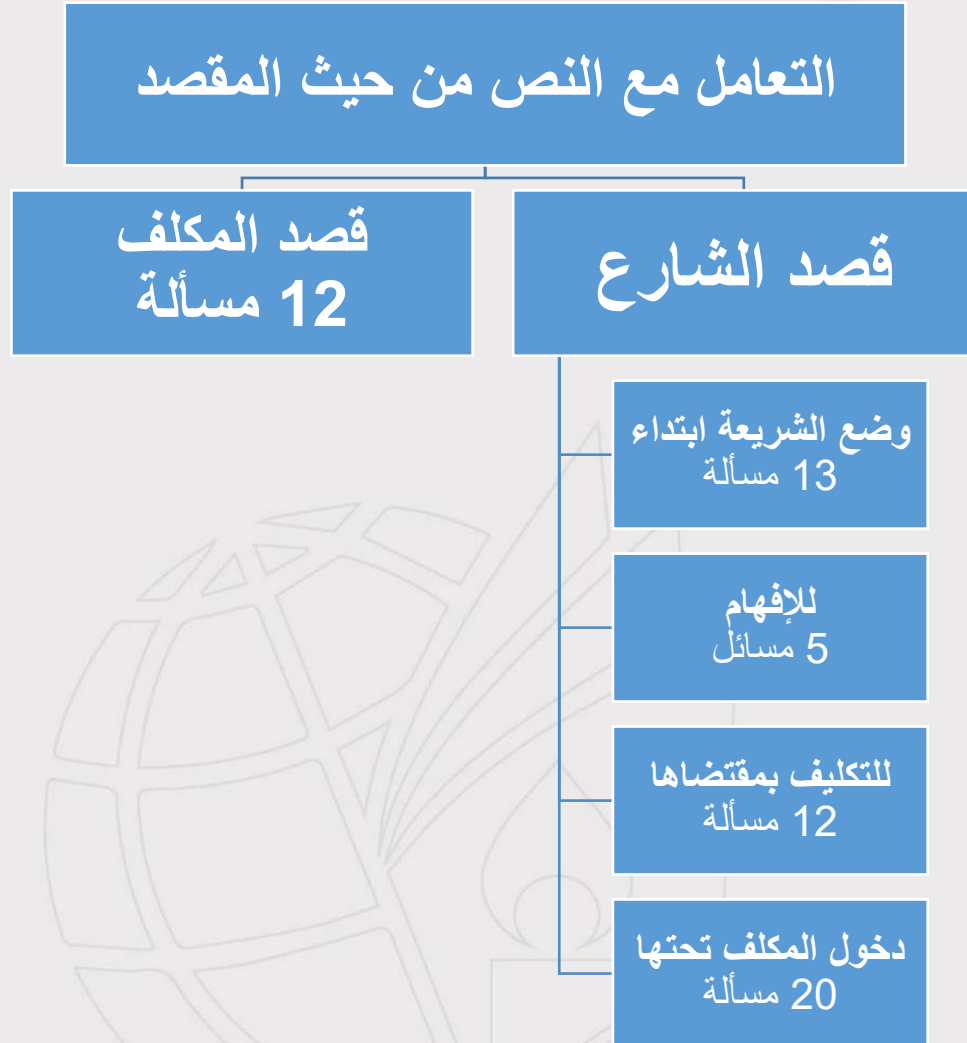 التعامل مع النص من حيث المقصد
قصد الشارع
قصد المكلف
12 مسألة
وضع الشريعة ابتداء
13 مسألة
للإفهام
5 مسائل
للتكليف بمقتضاها
12 مسألة
دخول المكلف تحتها
20 مسألة